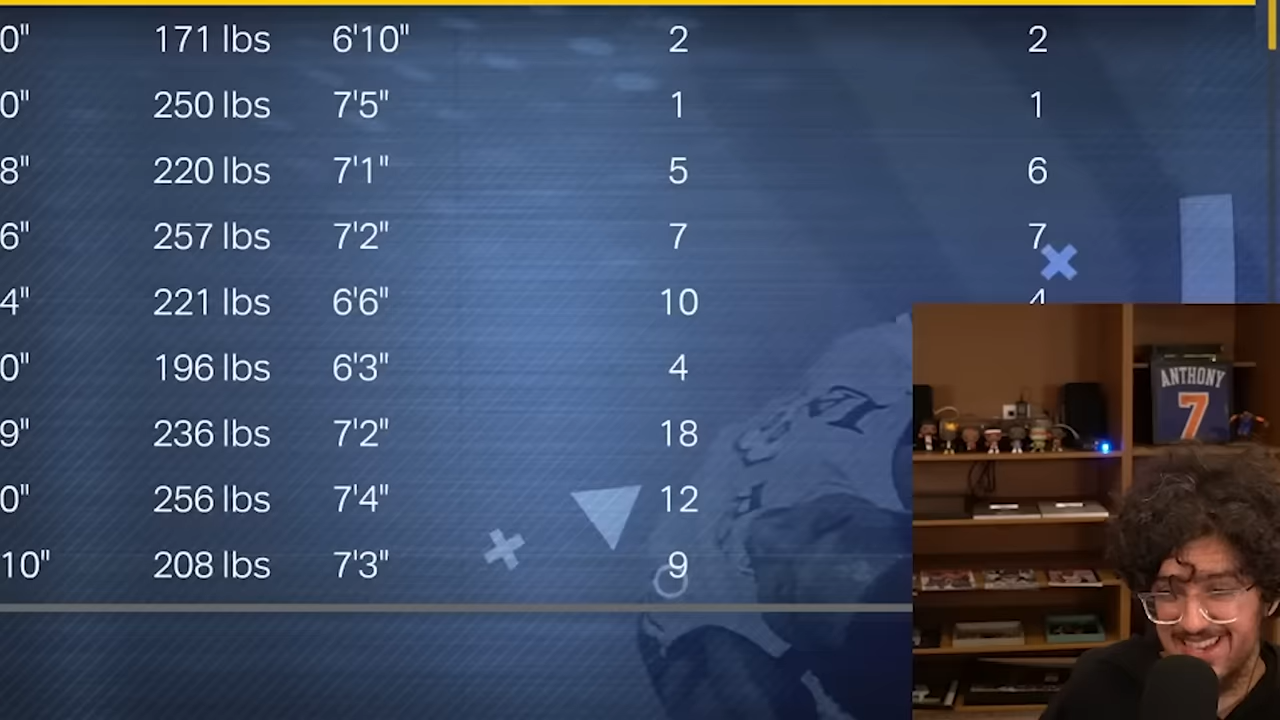 0" 171 lbs 6'10" 2 2
0" 250 lbs 7'5" 1 1
8" 220 lbs 7'1" 5 6
6" 257 lbs 7'2" 7 7
4" 221 lbs 6'6" 10 4
0" 196 lbs 6'3" 4
9" 236 lbs 7'2" 18
0" 256 lbs 7'4" 12
10" 208 lbs 7'3" 9
ANTHONY
7